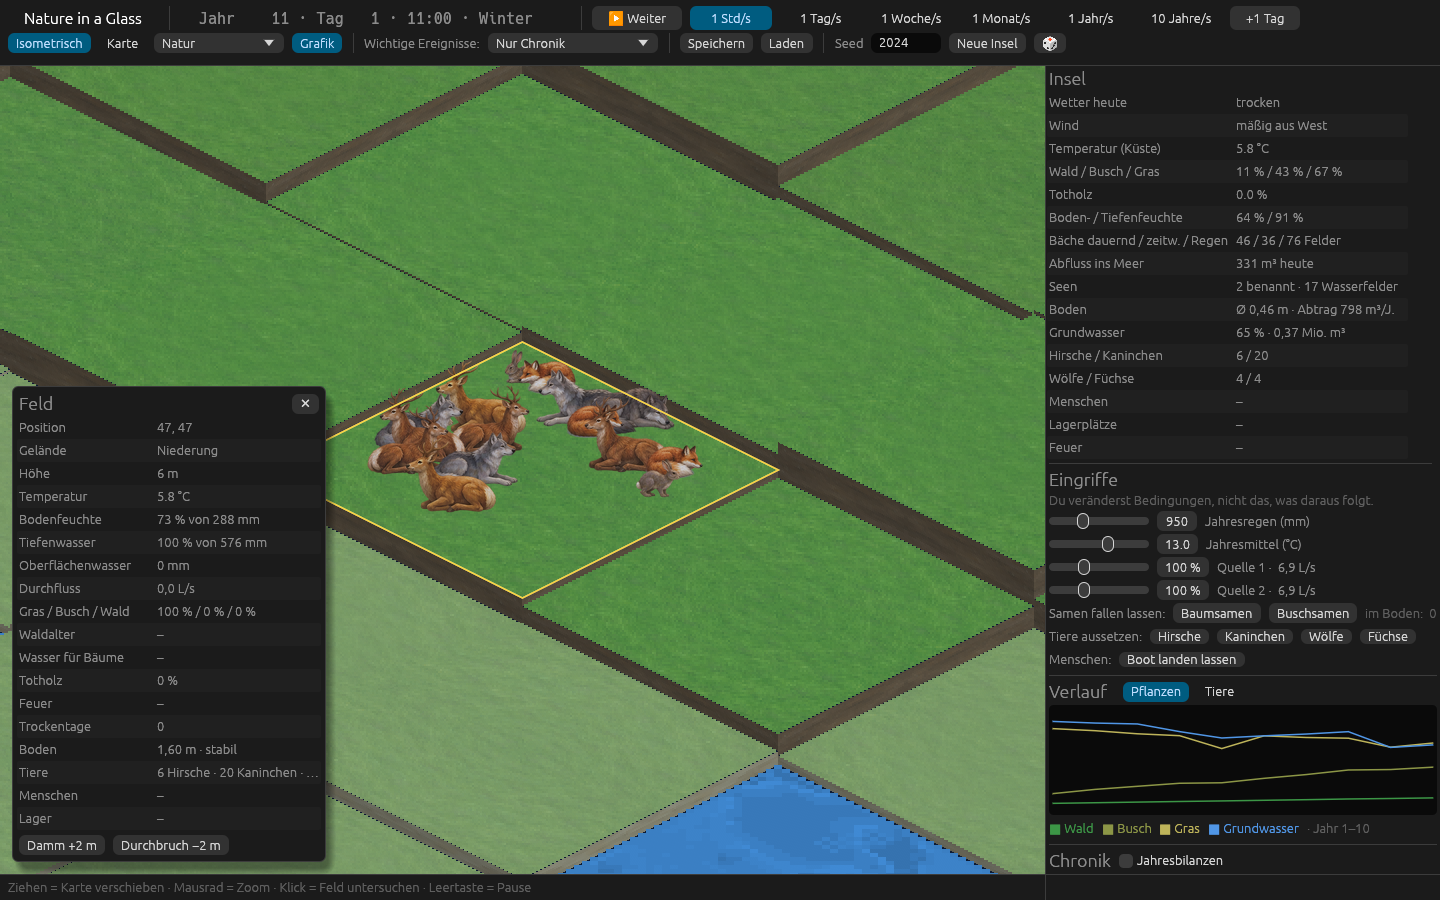 Nature in a Glass
Jahr 11 · Tag 1 · 11:00 · Winter
Weiter
1 Std/s
1 Tag/s
1 Woche/s
1 Monat/s
1 Jahr/s
10 Jahre/s
+1 Tag
Isometrisch
Karte
Natur
Grafik
Wichtige Ereignisse:
Nur Chronik
Speichern
Laden
Seed
2024
Neue Insel
Feld
×
Position 47, 47
Gelände Niederung
Höhe 6 m
Temperatur 5.8 °C
Bodenfeuchte 73 % von 288 mm
Tiefenwasser 100 % von 576 mm
Oberflächenwasser 0 mm
Durchfluss 0,0 L/s
Gras / Busch / Wald 100 % / 0 % / 0 %
Waldalter –
Wasser für Bäume –
Totholz 0 %
Feuer –
Trockentage 0
Boden 1,60 m · stabil
Tiere 6 Hirsche · 20 Kaninchen · …
Menschen –
Lager –
Damm +2 m
Durchbruch −2 m
Ziehen = Karte verschieben · Mausrad = Zoom · Klick = Feld untersuchen · Leertaste = Pause
Insel
Wetter heute trocken
Wind mäßig aus West
Temperatur (Küste) 5.8 °C
Wald / Busch / Gras 11 % / 43 % / 67 %
Totholz 0.0 %
Boden- / Tiefenfeuchte 64 % / 91 %
Bäche dauernd / zeitw. / Regen 46 / 36 / 76 Felder
Abfluss ins Meer 331 m³ heute
Seen 2 benannt · 17 Wasserfelder
Boden Ø 0,46 m · Abtrag 798 m³/J.
Grundwasser 65 % · 0,37 Mio. m³
Hirsche / Kaninchen 6 / 20
Wölfe / Füchse 4 / 4
Menschen –
Lagerplätze –
Feuer –
Eingriffe
Du veränderst Bedingungen, nicht das, was daraus folgt.
950 Jahresregen (mm)
13.0 Jahresmittel (°C)
100 % Quelle 1 · 6,9 L/s
100 % Quelle 2 · 6,9 L/s
Samen fallen lassen: Baumsamen Buschsamen im Boden: 0
Tiere aussetzen: Hirsche Kaninchen Wölfe Füchse
Menschen: Boot landen lassen
Verlauf Pflanzen Tiere
Wald Busch Gras Grundwasser · Jahr 1–10
Chronik Jahresbilanzen